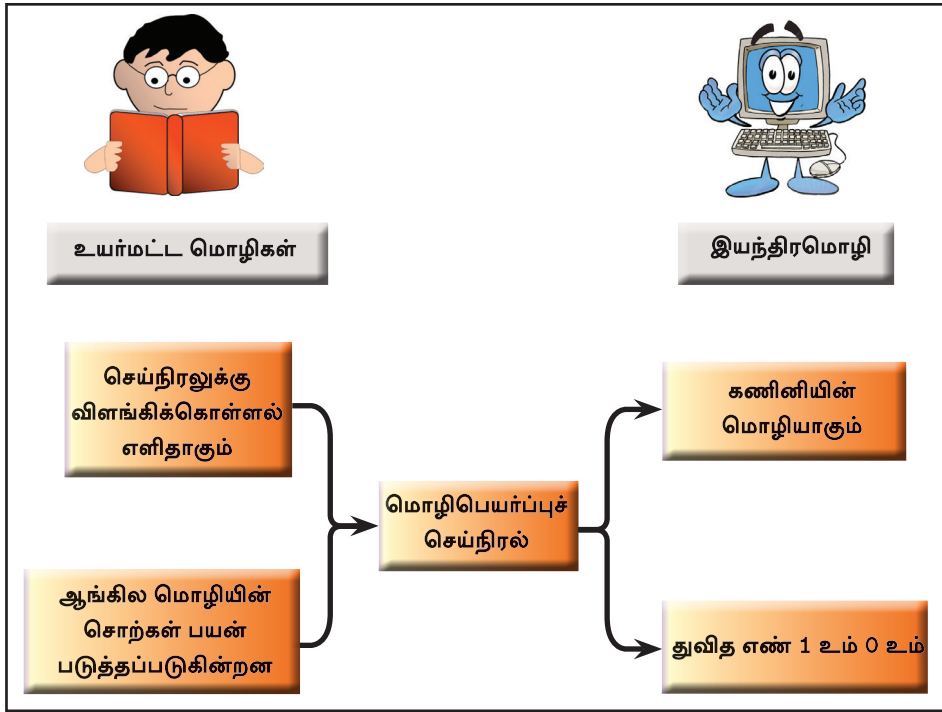 உயர்மட்ட மொழிகள்
இயந்திரமொழி
செய்நிரலுக்கு
விளங்கிக்கொள்ளல்
எளிதாகும்
கணினியின்
மொழியாகும்
மொழிபெயர்ப்புச்
செய்நிரல்
ஆங்கில மொழியின்
சொற்கள் பயன்
படுத்தப்படுகின்றன
துவித எண் 1 உம் 0 உம்